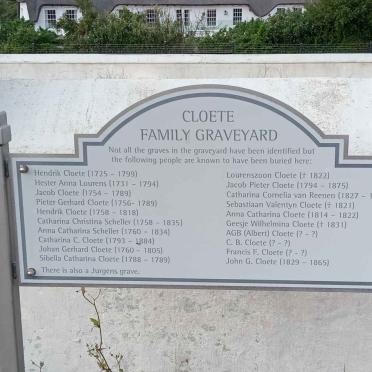 CLOETE
FAMILY GRAVEYARD
Not all the graves in the graveyard have been identified but
the following people are known to have been buried here:
Hendrik Cloete (1725 - 1799)
Hester Anna Lourens (1731 - 1794)
Jacob Cloete (1754 - 1789)
Pieter Gerhard Cloete (1756- 1789)
Hendrik Cloete (1758 - 1818)
Catharina Christina Scheller (1758 - 1835)
Anna Catharina Scheller (1760 - 1834)
Catharina C. Cloete (1793 - 1884)
Johan Gerhard Cloete (1760 - 1805)
Sibella Catharina Cloete (1788 - 1789)
There is also a Jurgens grave.
Lourenszoon Cloete († 1822)
Jacob Pieter Cloete (1794 - 1875)
Catharina Cornelia van Reenen (1827 -
Sebastiaan Valentyn Cloete († 1821)
Anna Catharina Cloete (1814 - 1822)
Geesje Wilhelmina Cloete († 1831)
AGB (Albert) Cloete (? - ?)
C. B. Cloete (? - ?)
Francis F. Cloete (? - ?)
John G. Cloete (1829 - 1865)